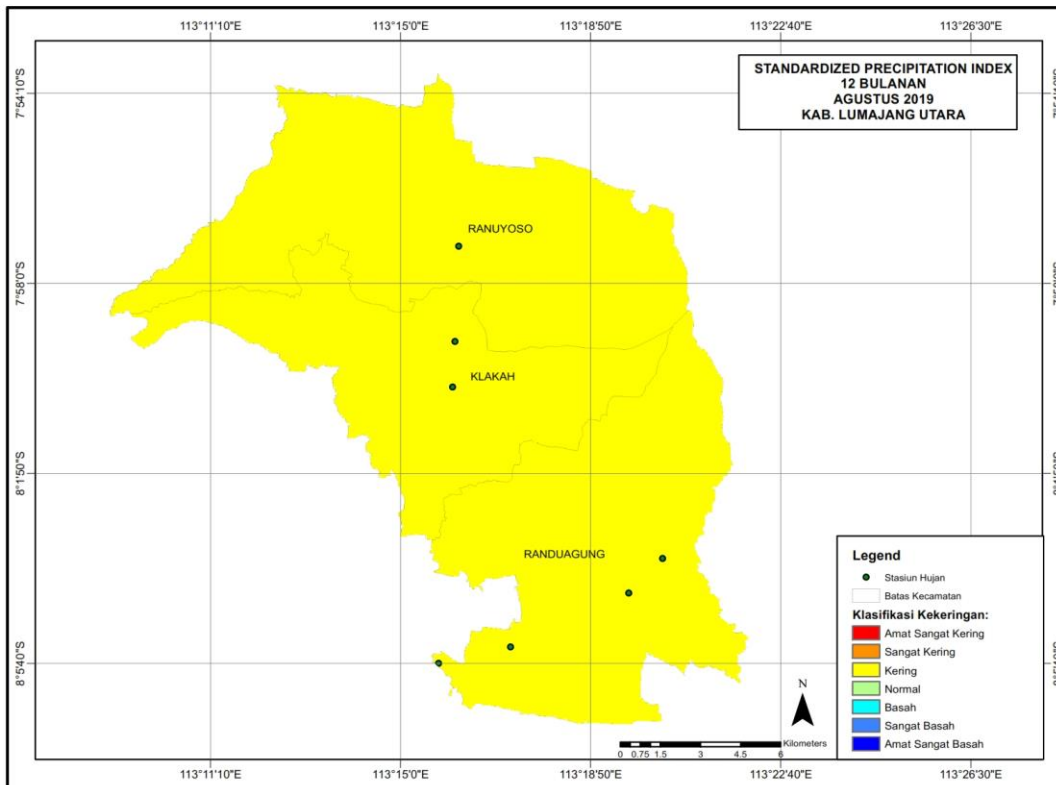 113°11'10"E 113°15'0"E 113°18'50"E 113°22'40"E 113°26'30"E
STANDARDIZED PRECIPITATION INDEX
12 BULANAN
AGUSTUS 2019
KAB. LUMAJANG UTARA
7°54'10"S
7°58'0"S
8°1'50"S
8°5'40"S
RANUYOSO
KLAKAH
RANDUAGUNG
Legend
Stasiun Hujan
Batas Kecamatan
Klasifikasi Kekeringan:
Amat Sangat Kering
Sangat Kering
Kering
Normal
Basah
Sangat Basah
Amat Sangat Basah
N
Kilometers
0 0.75 1.5 3 4.5 6
113°11'10"E 113°15'0"E 113°18'50"E 113°22'40"E 113°26'30"E